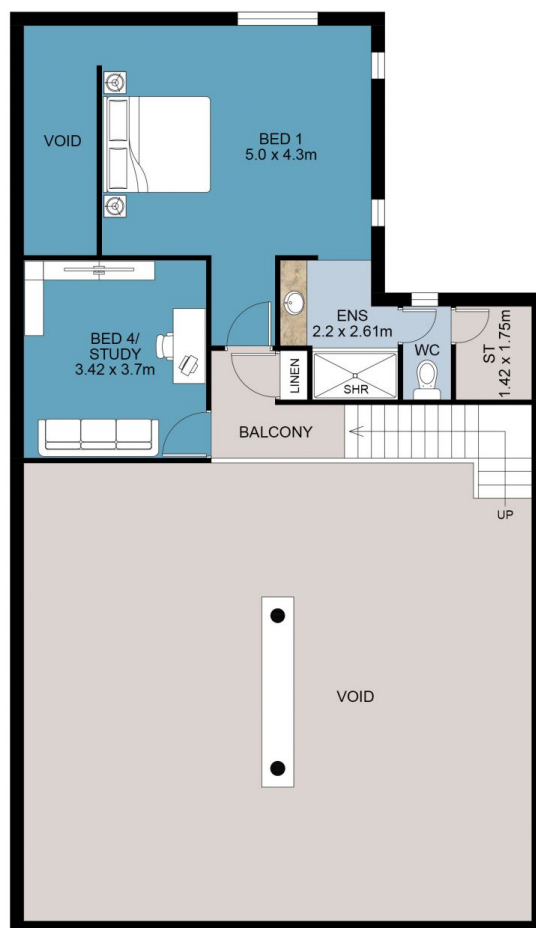 VOID
BED 1
5.0 x 4.3m
BED 4/
STUDY
3.42 x 3.7m
ENS
2.2 x 2.61m
WC
ST
1.42 x 1.75m
LINEN
SHR
BALCONY
UP
VOID